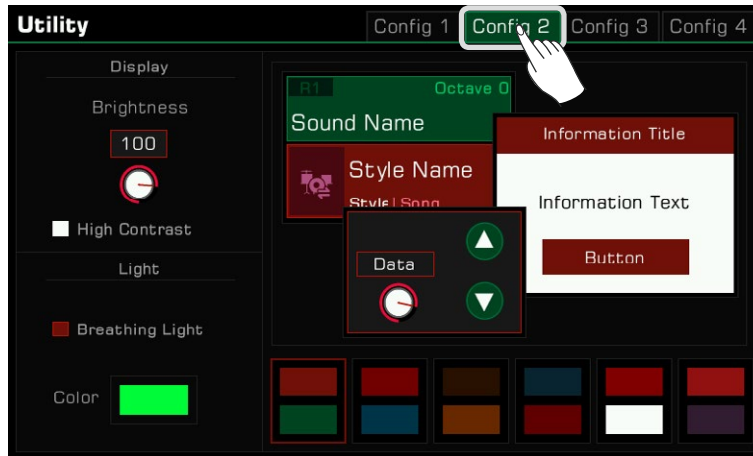 Utility
Config 1
Config 2
Config 3
Config 4
Display
Brightness
100
High Contrast
Light
Breathing Light
Color
R1
Octave 0
Sound Name
Style Name
Style | Song
Information Title
Information Text
Button
Data